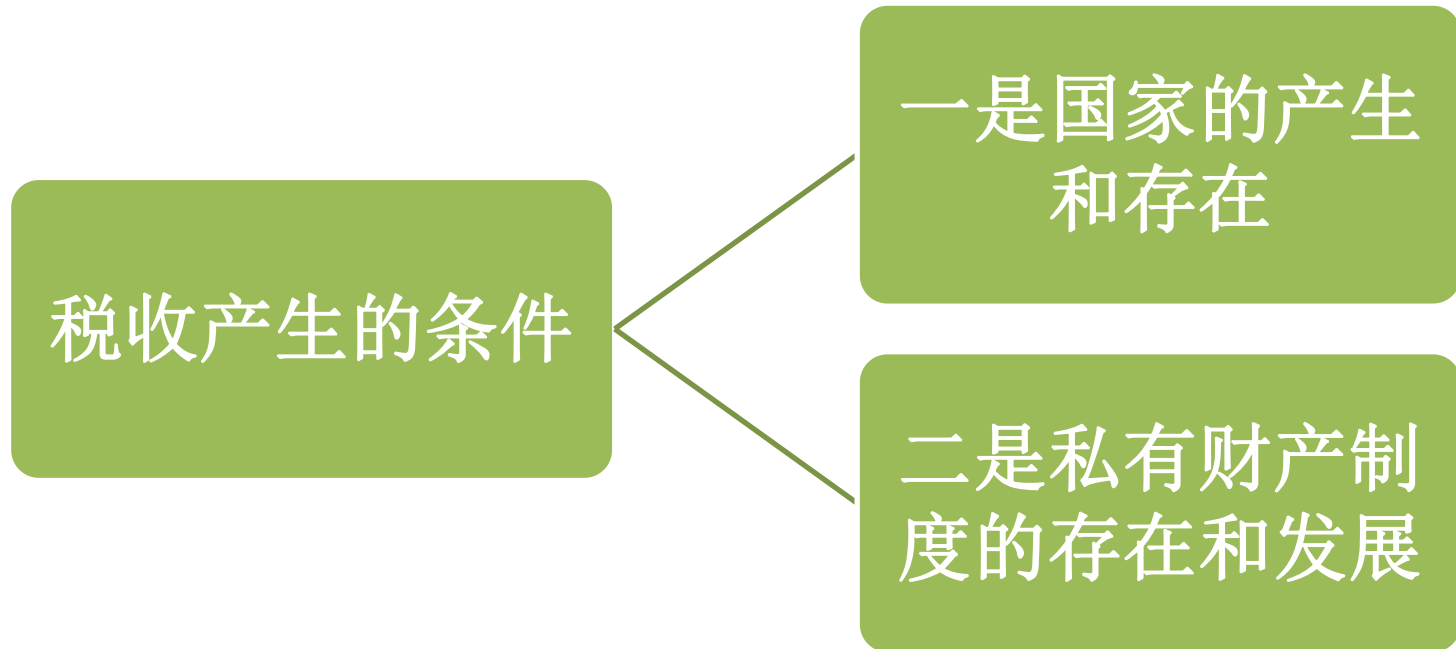 税收产生的条件
一是国家的产生
和存在
二是私有财产制
度的存在和发展